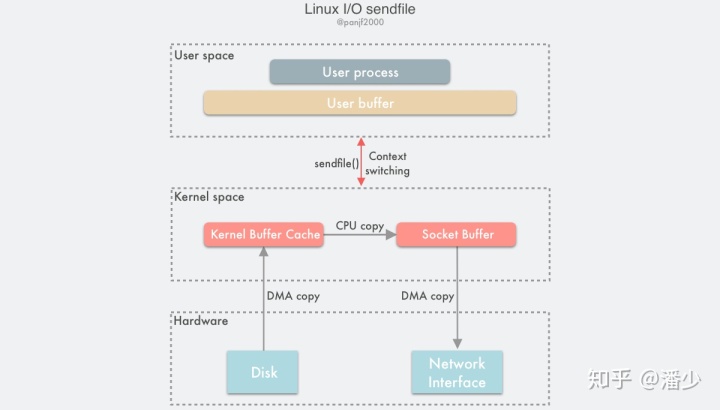 Linux I/O sendfile
@panjf2000
User space
User process
User buffer
sendfile()
Context
switching
Kernel space
Kernel Buffer Cache
CPU copy
Socket Buffer
DMA copy
DMA copy
Hardware
Disk
Network
Interface
知乎 @潘少